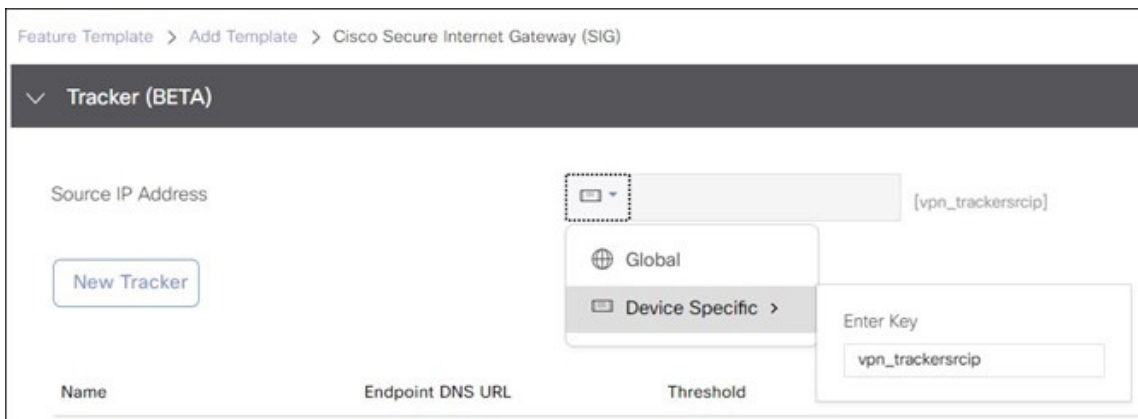 Feature Template > Add Template > Cisco Secure Internet Gateway (SIG)
Tracker (BETA)
Source IP Address
[vpn_trackersrcip]
Global
New Tracker
Device Specific >
Enter Key
vpn_trackersrcip
Name Endpoint DNS URL Threshold